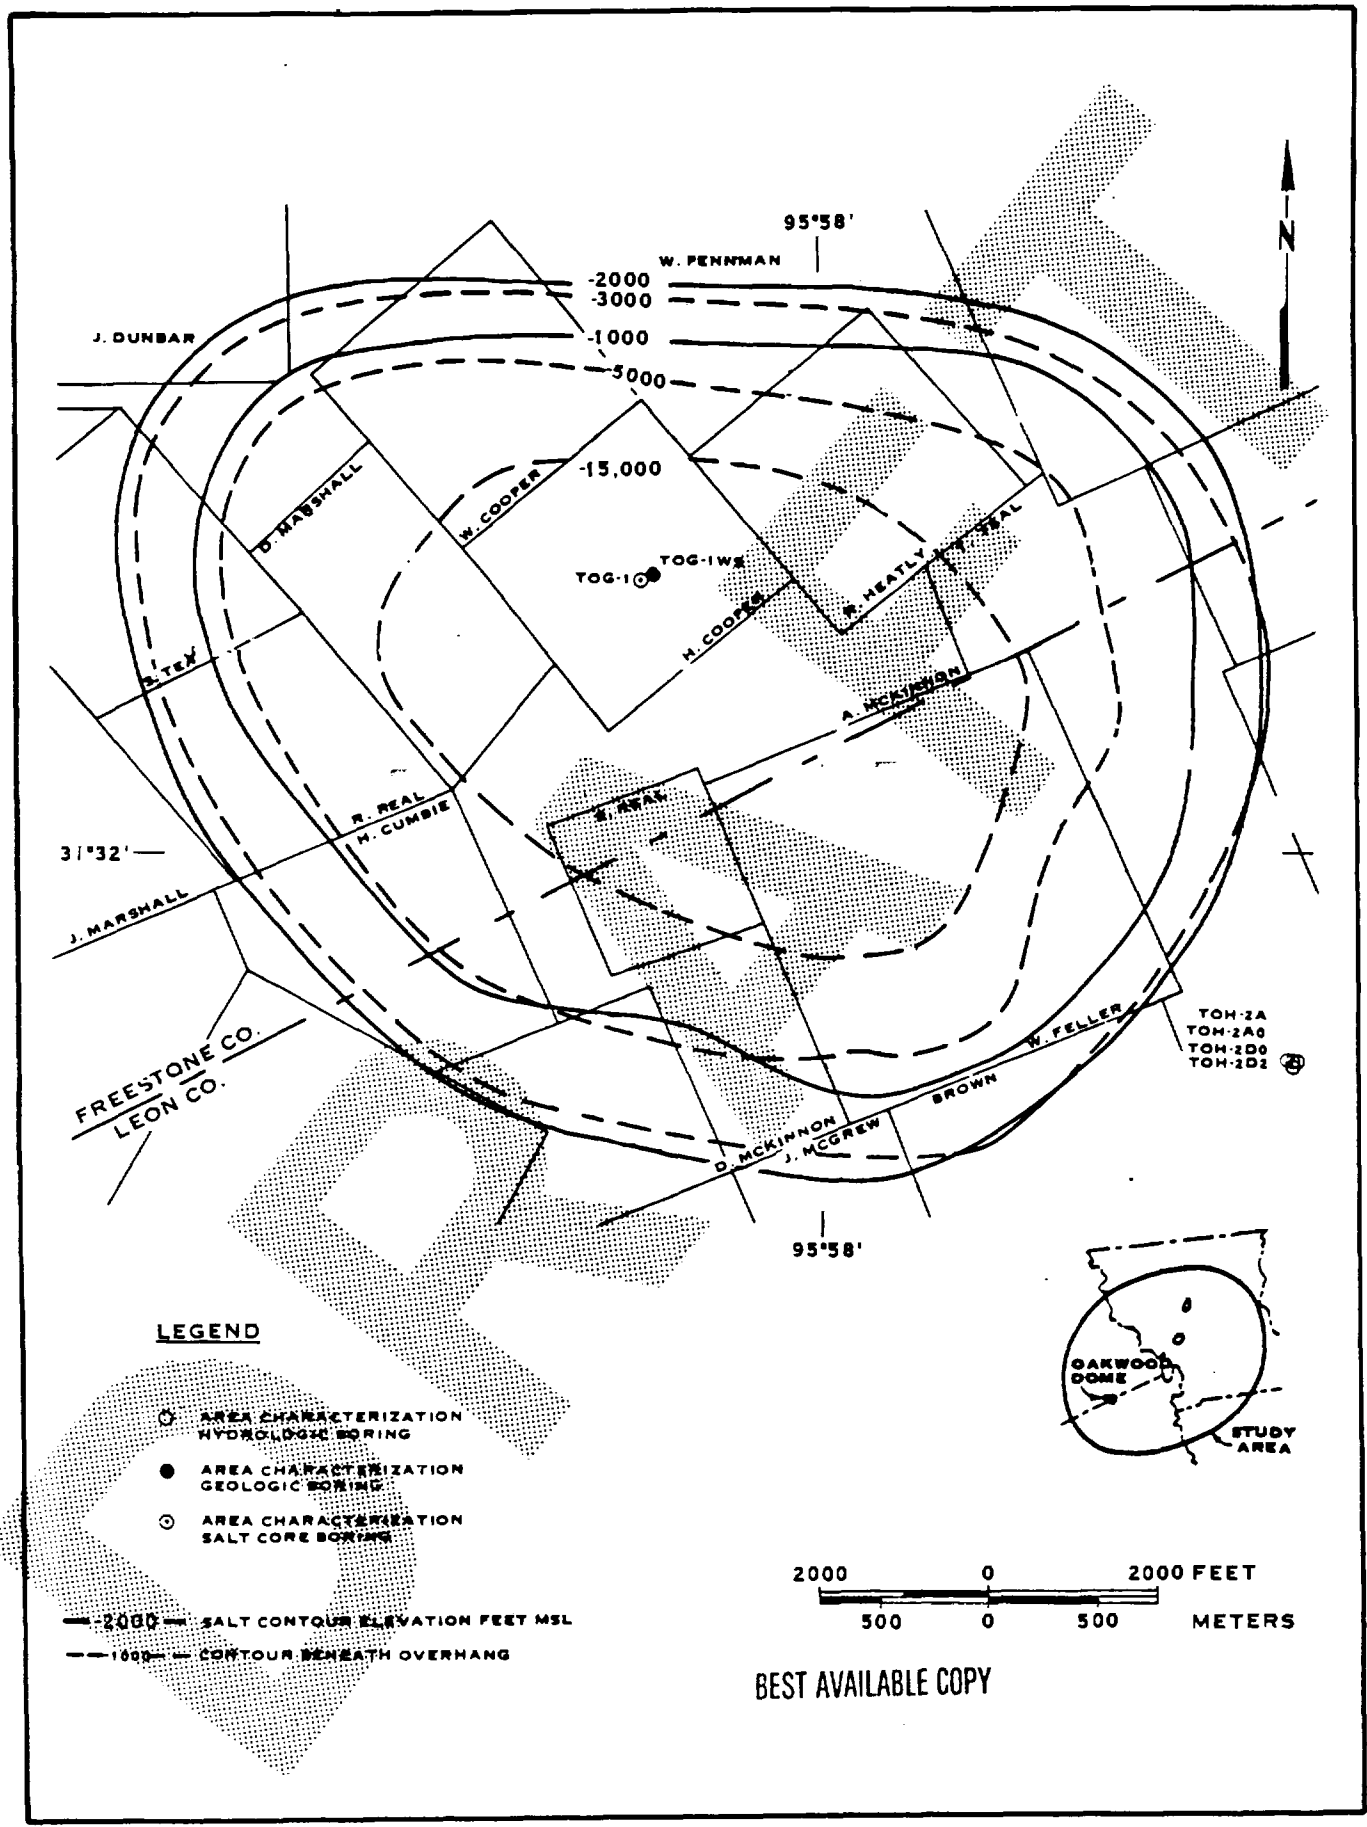 95°58'
W. PENNMAN
N
-2000
-3000
J. DUNBAR
-1000
-5000
-15,000
D. MARSHALL
W. COOPER
T. SEAL
TOG-1WS
TOG-1
R. HEATLY
H. COOPER
S. TEX
A. MCKINNON
R. REAL
H. CUMBIE
31°32'
J. MARSHALL
FREESTONE CO.
LEON CO.
W. FELLER
BROWN
TOH-2A
TOH-2A0
TOH-2D0
TOH-2D2
D. MCKINNON
J. MCGREW
95°58'
LEGEND
AREA CHARACTERIZATION
HYDROLOGIC BORING
AREA CHARACTERIZATION
GEOLOGIC BORING
AREA CHARACTERIZATION
SALT CORE BORING
-2000 SALT CONTOUR ELEVATION FEET MSL
-1000 CONTOUR BENEATH OVERHANG
OAKWOOD
DOME
STUDY
AREA
2000 0 2000 FEET
500 0 500 METERS
BEST AVAILABLE COPY
DRAFT